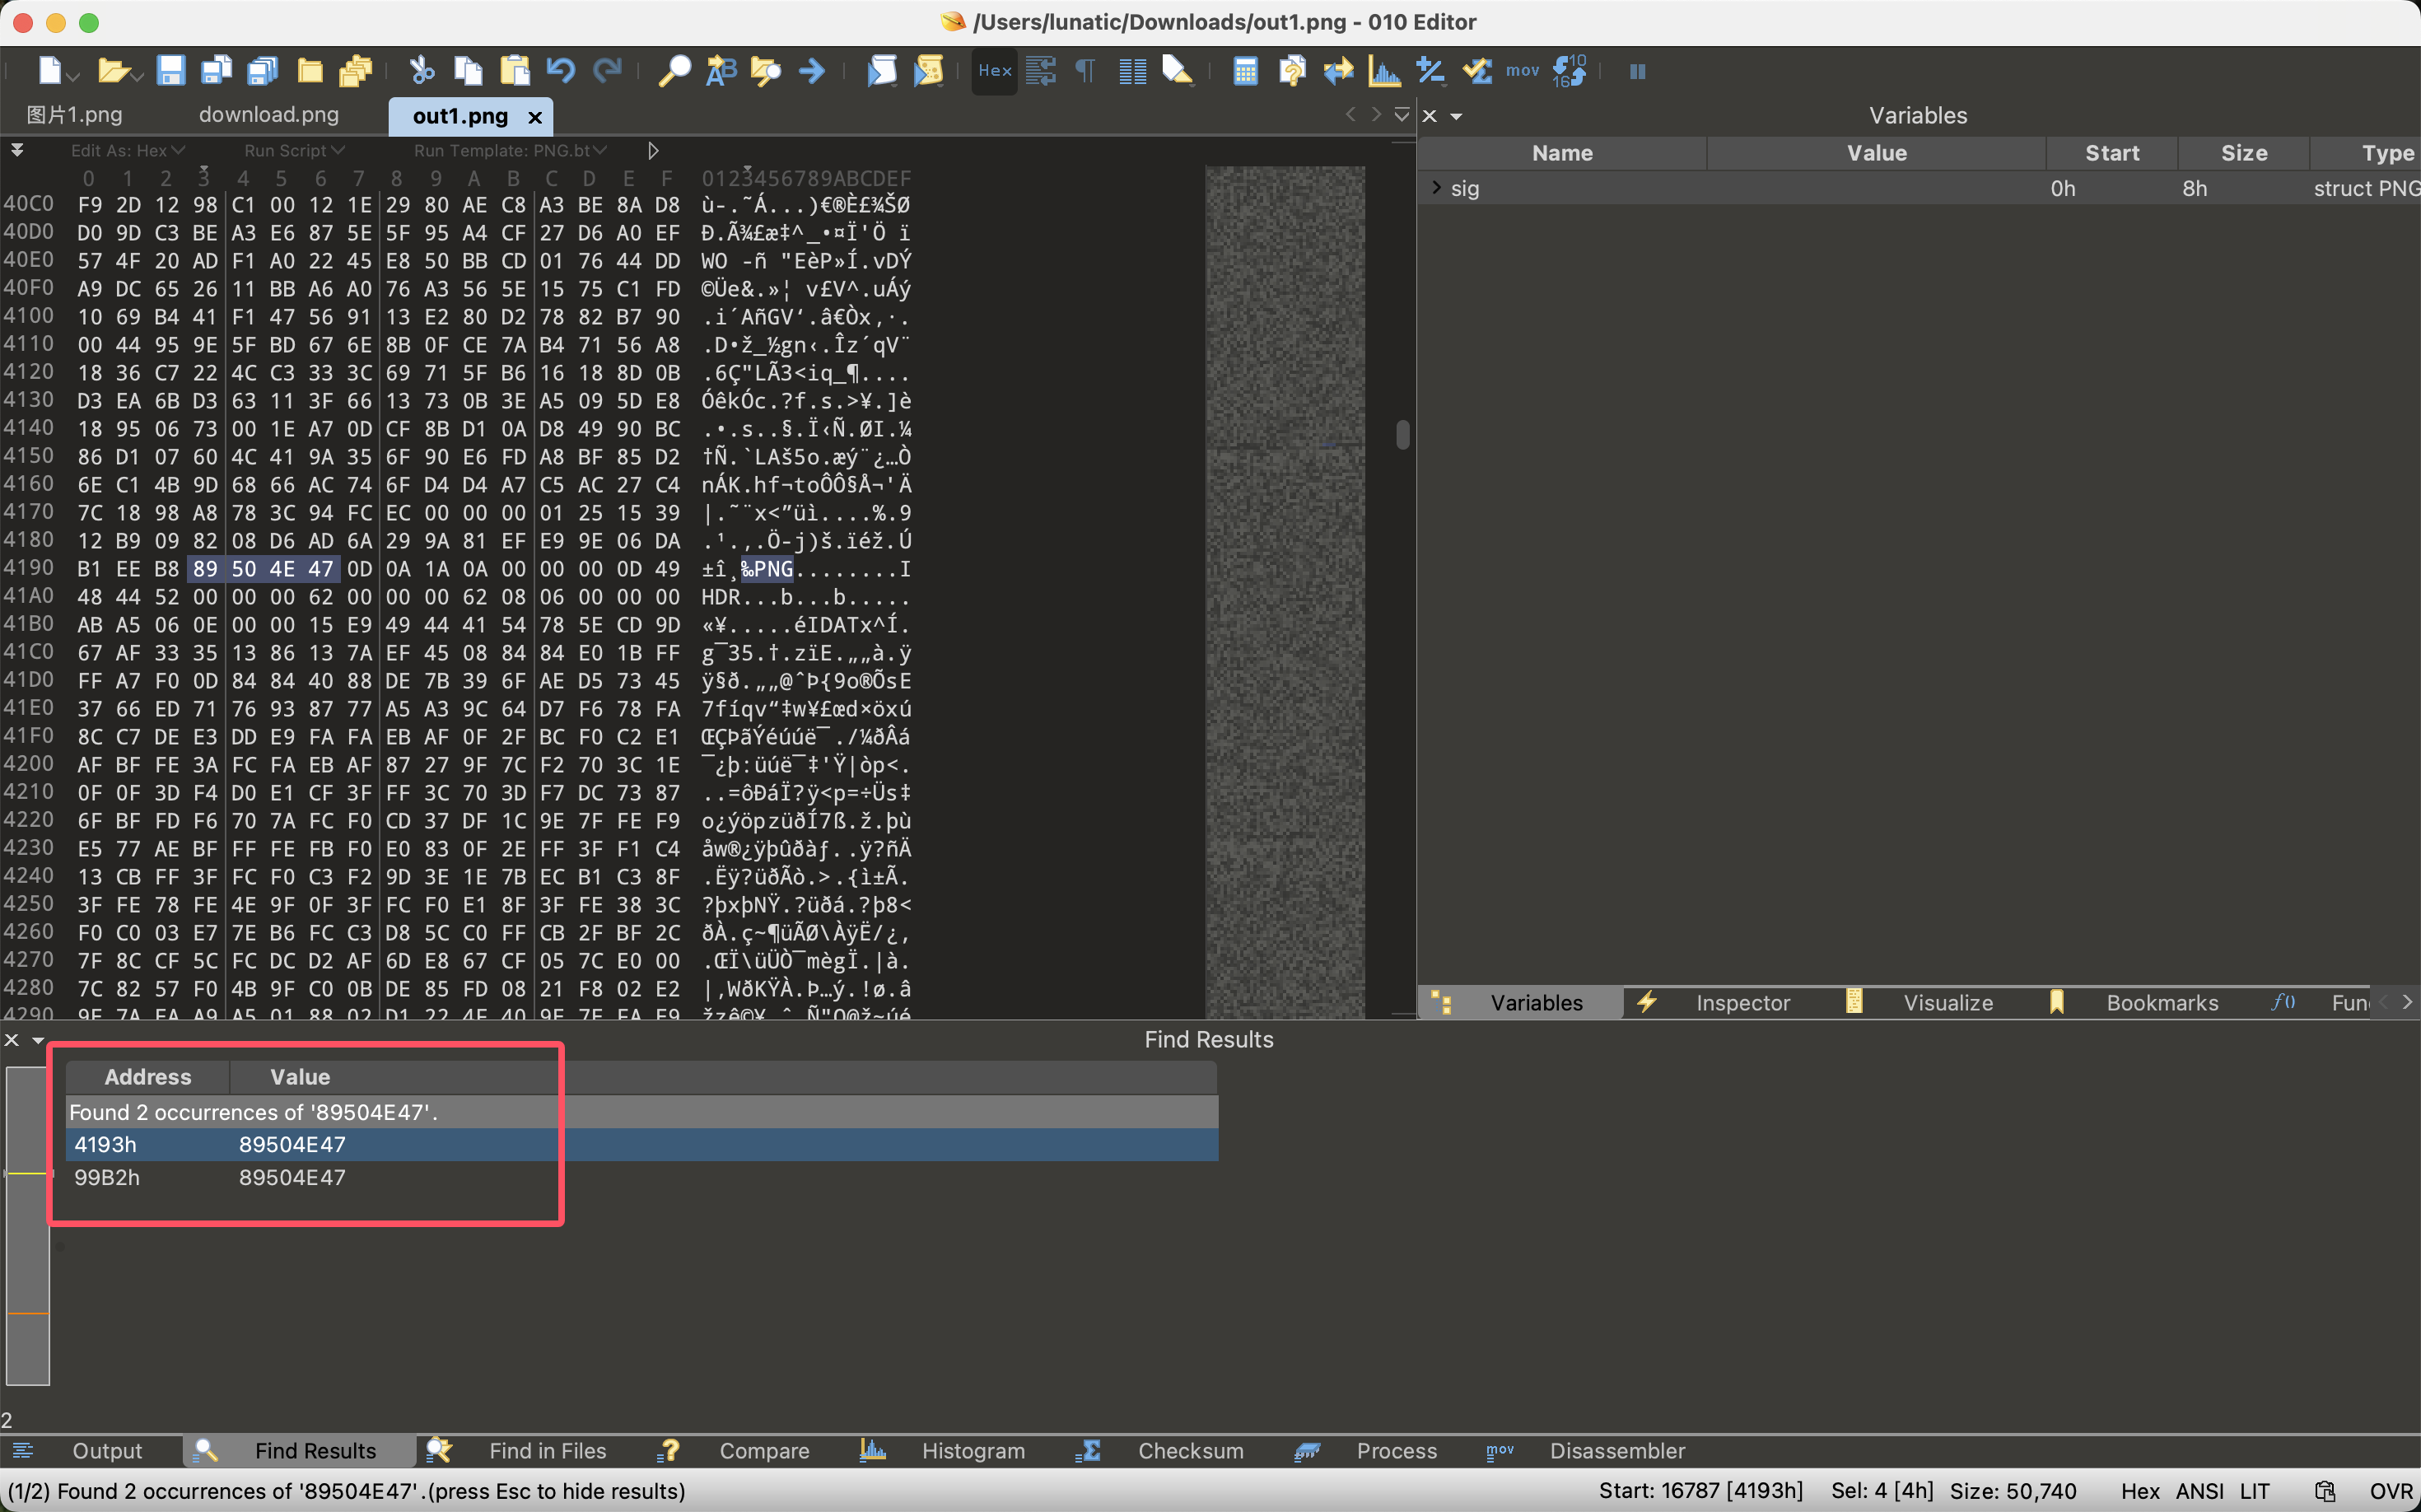 /Users/lunatic/Downloads/out1.png - 010 Editor
Hex mov
图片1.png download.png out1.png
Edit As: Hex Run Script Run Template: PNG.bt
0 1 2 3 4 5 6 7 8 9 A B C D E F 0123456789ABCDEF
40C0 F9 2D 12 98 C1 00 12 1E 29 80 AE C8 A3 BE 8A D8 ù-.˜Á...)€®È£¾ŠØ
40D0 D0 9D C3 BE A3 E6 87 5E 5F 95 A4 CF 27 D6 A0 EF Ð.Ã¾£æ‡^_•¤Ï'Ö ï
40E0 57 4F 20 AD F1 A0 22 45 E8 50 BB CD 01 76 44 DD WO -ñ "EèP»Í.vDÝ
40F0 A9 DC 65 26 11 BB A6 A0 76 A3 56 5E 15 75 C1 FD ©Üe&.»¦ v£V^.uÁý
4100 10 69 B4 41 F1 47 56 91 13 E2 80 D2 78 82 B7 90 .i´AñGV‘.â€Òx‚·.
4110 00 44 95 9E 5F BD 67 6E 8B 0F CE 7A B4 71 56 A8 .D•ž_½gn‹.Îz´qV¨
4120 18 36 C7 22 4C C3 33 3C 69 71 5F B6 16 18 8D 0B .6Ç"LÃ3<iq_¶....
4130 D3 EA 6B D3 63 11 3F 66 13 73 0B 3E A5 09 5D E8 ÓêkÓc.?f.s.>¥.]è
4140 18 95 06 73 00 1E A7 0D CF 8B D1 0A D8 49 90 BC .•.s..§.Ï‹Ñ.ØI.¼
4150 86 D1 07 60 4C 41 9A 35 6F 90 E6 FD A8 BF 85 D2 †Ñ.`LAš5o.æý¨¿…Ò
4160 6E C1 4B 9D 68 66 AC 74 6F D4 D4 A7 C5 AC 27 C4 nÁK.hf¬toÔÔ§Å¬'Ä
4170 7C 18 98 A8 78 3C 94 FC EC 00 00 00 01 25 15 39 |.˜¨x<”üì....%.9
4180 12 B9 09 82 08 D6 AD 6A 29 9A 81 EF E9 9E 06 DA .¹.‚.Ö-j)š.ïéž.Ú
4190 B1 EE B8 89 50 4E 47 0D 0A 1A 0A 00 00 00 0D 49 ±î¸‰PNG........I
41A0 48 44 52 00 00 00 62 00 00 00 62 08 06 00 00 00 HDR...b...b.....
41B0 AB A5 06 0E 00 00 15 E9 49 44 41 54 78 5E CD 9D «¥.....éIDATx^Í.
41C0 67 AF 33 35 13 86 13 7A EF 45 08 84 84 E0 1B FF g¯35.†.zïE.„„à.ÿ
41D0 FF A7 F0 0D 84 84 40 88 DE 7B 39 6F AE D5 73 45 ÿ§ð.„„@ˆÞ{9o®ÕsE
41E0 37 66 ED 71 76 93 87 77 A5 A3 9C 64 D7 F6 78 FA 7fíqv“‡w¥£œd×öxú
41F0 8C C7 DE E3 DD E9 FA FA EB AF 0F 2F BC F0 C2 E1 ŒÇÞãÝéúúë¯./¼ðÂá
4200 AF BF FE 3A FC FA EB AF 87 27 9F 7C F2 70 3C 1E ¯¿þ:üúë¯‡'Ÿ|òp<.
4210 0F 0F 3D F4 D0 E1 CF 3F FF 3C 70 3D F7 DC 73 87 ..=ôÐáÏ?ÿ<p=÷Üs‡
4220 6F BF FD F6 70 7A FC F0 CD 37 DF 1C 9E 7F FE F9 o¿ýöpzüðÍ7ß.ž.þù
4230 E5 77 AE BF FF FE FB F0 E0 83 0F 2E FF 3F F1 C4 åw®¿ÿþûðàƒ..ÿ?ñÄ
4240 13 CB FF 3F FC F0 C3 F2 9D 3E 1E 7B EC B1 C3 8F .Ëÿ?üðÃò.>.{ì±Ã.
4250 3F FE 78 FE 4E 9F 0F 3F FC F0 E1 8F 3F FE 38 3C ?þxþNŸ.?üðá.?þ8<
4260 F0 C0 03 E7 7E B6 FC C3 D8 5C C0 FF CB 2F BF 2C ðÀ.ç~¶üÃØ\ÀÿË/¿,
4270 7F 8C CF 5C FC DC D2 AF 6D E8 67 CF 05 7C E0 00 .ŒÏ\üÜÒ¯mègÏ.|à.
4280 7C 82 57 F0 4B 9F C0 0B DE 85 FD 08 21 F8 02 E2 |‚WðKŸÀ.Þ…ý.!ø.â
4290 9E 7A EA A9 A5 01 88 02 D1 22 4F 40 9E 7E FA E9 žzê©¥.ˆ.Ñ"O@ž~úé
Variables
Name Value Start Size Type
sig 0h 8h struct PNG
Variables Inspector Visualize Bookmarks f() Fun
Find Results
Address Value
Found 2 occurrences of '89504E47'.
4193h 89504E47
99B2h 89504E47
2
Output Find Results Find in Files Compare Histogram Checksum Process mov Disassembler
(1/2) Found 2 occurrences of '89504E47'.(press Esc to hide results) Start: 16787 [4193h] Sel: 4 [4h] Size: 50,740 Hex ANSI LIT OVR